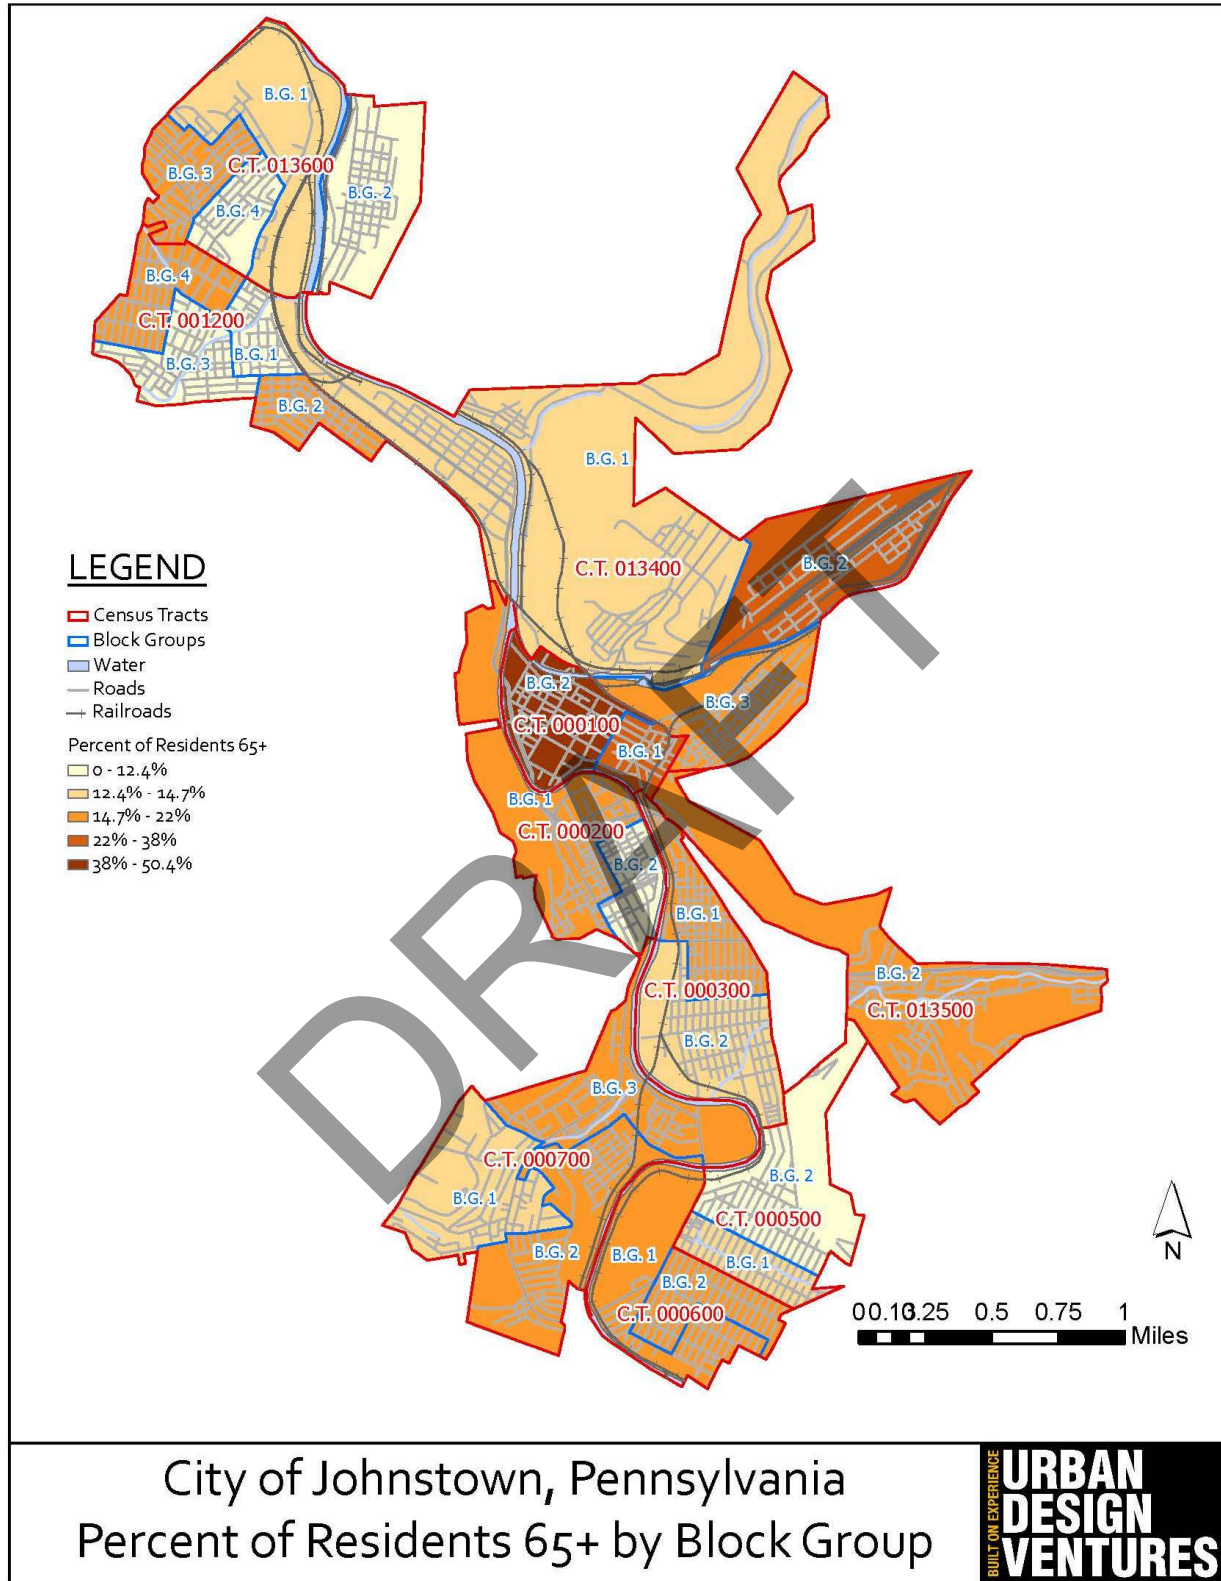 B.G. 1
C.T. 013600
B.G. 3
B.G. 2
B.G. 4
B.G. 4
C.T. 001200
B.G. 1
B.G. 3
B.G. 2
B.G. 1
C.T. 013400
B.G. 2
B.G. 2
B.G. 3
C.T. 000100
B.G. 1
B.G. 1
C.T. 000200
B.G. 2
B.G. 1
B.G. 2
C.T. 000300
C.T. 013500
B.G. 2
B.G. 3
C.T. 000700
B.G. 2
B.G. 1
C.T. 000500
B.G. 2
B.G. 1
B.G. 1
B.G. 2
C.T. 000600
DRAFT
LEGEND
Census Tracts
Block Groups
Water
Roads
Railroads
Percent of Residents 65+
0 - 12.4%
12.4% - 14.7%
14.7% - 22%
22% - 38%
38% - 50.4%
N
0 0.13 0.25 0.5 0.75 1
Miles
City of Johnstown, Pennsylvania
Percent of Residents 65+ by Block Group
BUILT ON EXPERIENCE
URBAN
DESIGN
VENTURES